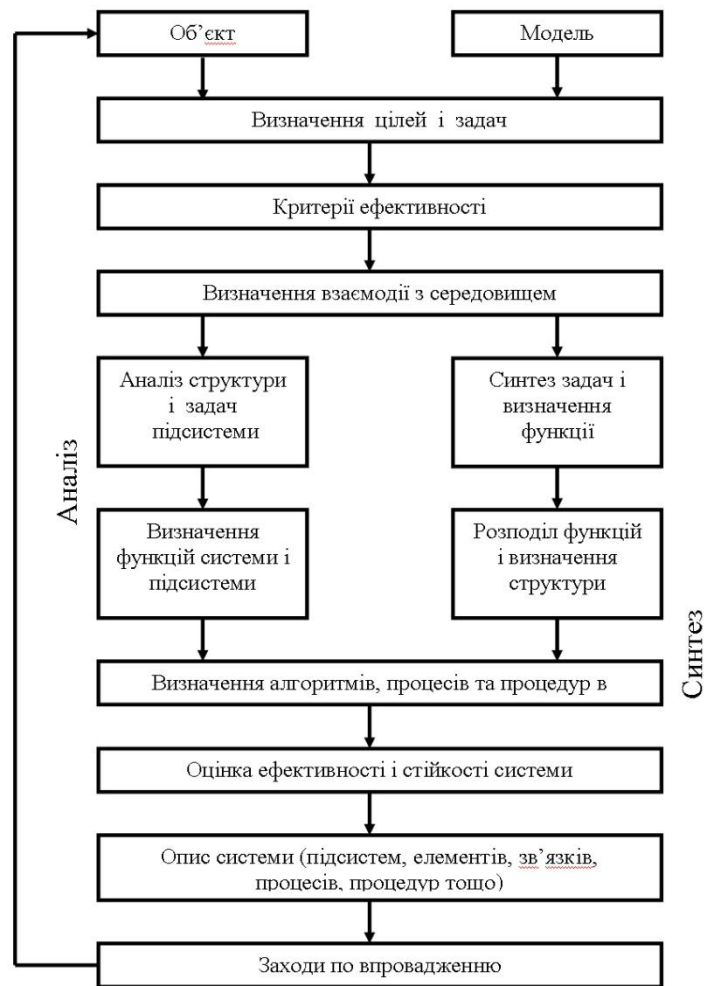 Об’єкт
Модель
Визначення цілей і задач
Критерії ефективності
Визначення взаємодії з середовищем
Аналіз структури
і задач
підсистеми
Синтез задач і
визначення
функції
Аналіз
Визначення
функцій системи і
підсистеми
Розподіл функцій
і визначення
структури
Синтез
Визначення алгоритмів, процесів та процедур в
Оцінка ефективності і стійкості системи
Опис системи (підсистем, елементів, зв’язків,
процесів, процедур тощо)
Заходи по впровадженню